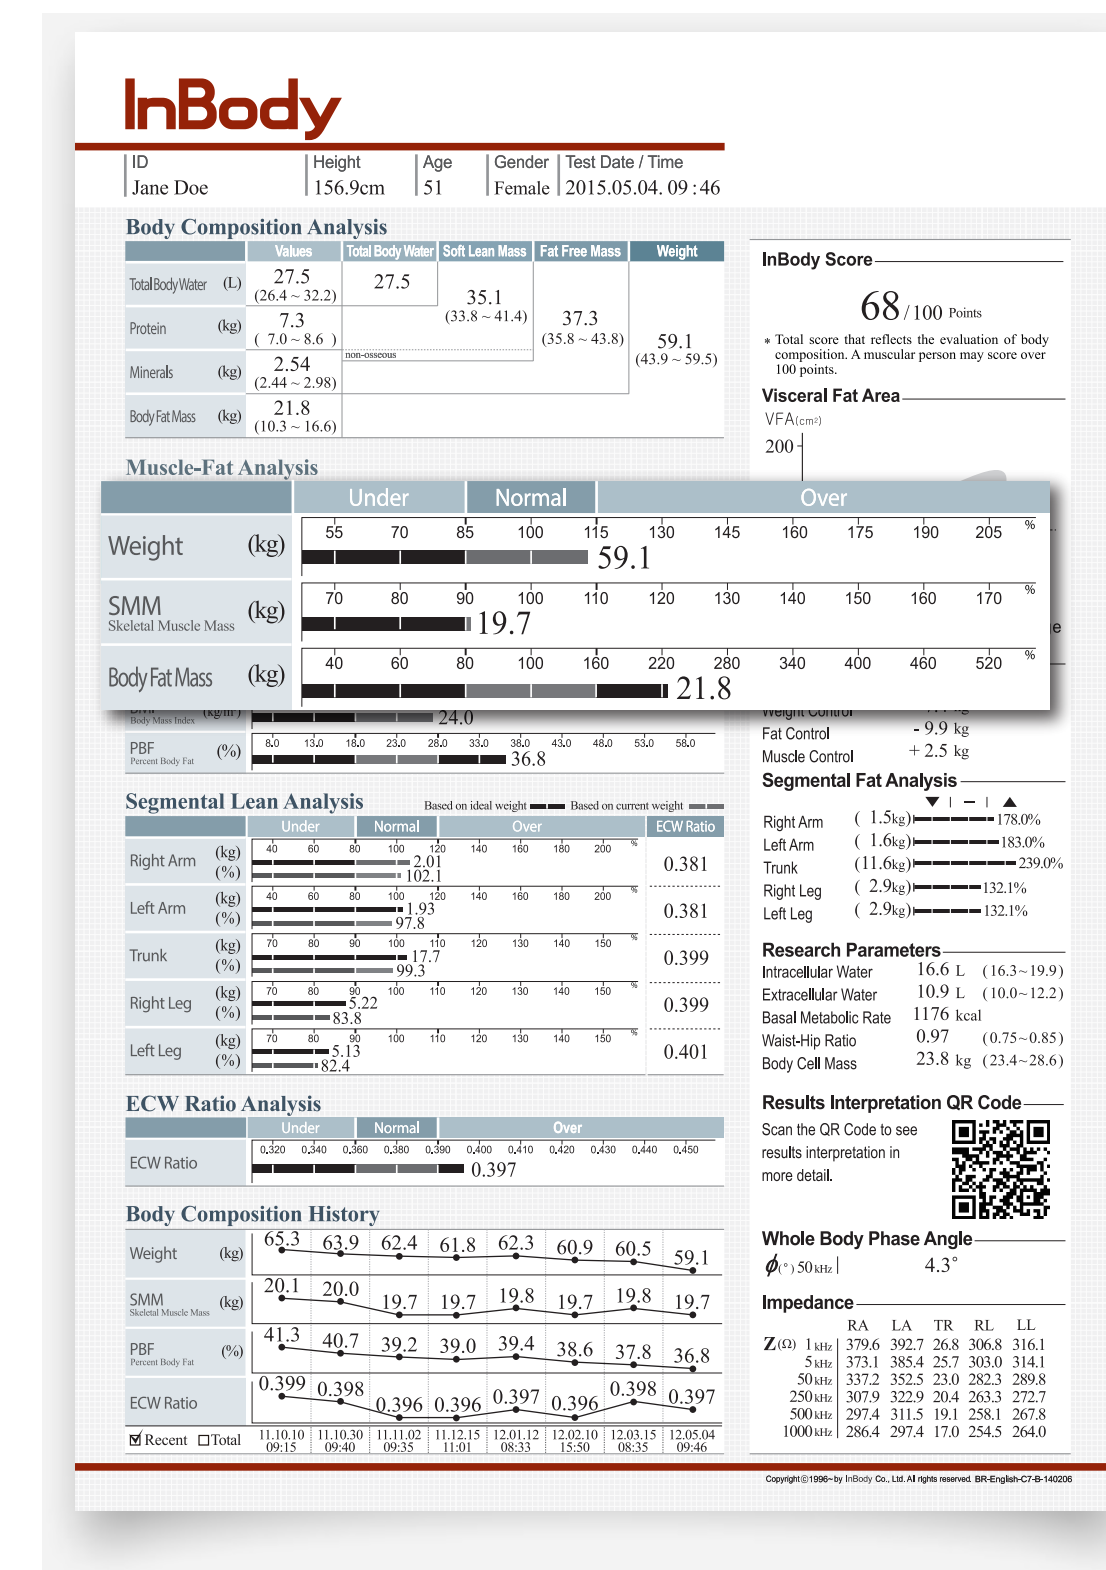 InBody
ID Height Age Gender Test Date / Time
Jane Doe 156.9cm 51 Female 2015.05.04. 09 : 46
Body Composition Analysis
Values Total Body Water Soft Lean Mass Fat Free Mass Weight
Total Body Water (L) 27.5 (26.4 ~ 32.2) 27.5
35.1 (33.8 ~ 41.4)
Protein (kg) 7.3 ( 7.0 ~ 8.6 )
37.3 (35.8 ~ 43.8)
59.1 (43.9 ~ 59.5)
non-osseous
Minerals (kg) 2.54 (2.44 ~ 2.98)
Body Fat Mass (kg) 21.8 (10.3 ~ 16.6)
Muscle-Fat Analysis
Under Normal Over
55 70 85 100 115 130 145 160 175 190 205 %
Weight (kg) 59.1
70 80 90 100 110 120 130 140 150 160 170 %
SMM (kg) 19.7
Skeletal Muscle Mass
40 60 80 100 160 220 280 340 400 460 520 %
Body Fat Mass (kg) 21.8
Body Mass Index 24.0
8.0 13.0 18.0 23.0 28.0 33.0 38.0 43.0 48.0 53.0 58.0
PBF (%) 36.8
Percent Body Fat
Segmental Lean Analysis Based on ideal weight Based on current weight
Under Normal Over ECW Ratio
40 60 80 100 120 140 160 180 200 %
Right Arm (kg) 2.01 0.381
(%) 102.1
40 60 80 100 120 140 160 180 200 %
Left Arm (kg) 1.93 0.381
(%) 97.8
70 80 90 100 110 120 130 140 150 %
Trunk (kg) 17.7 0.399
(%) 99.3
70 80 90 100 110 120 130 140 150 %
Right Leg (kg) 5.22 0.399
(%) 83.8
70 80 90 100 110 120 130 140 150 %
Left Leg (kg) 5.13 0.401
(%) 82.4
ECW Ratio Analysis
Under Normal Over
0.320 0.340 0.360 0.380 0.390 0.400 0.410 0.420 0.430 0.440 0.450
ECW Ratio 0.397
Body Composition History
Weight (kg) 65.3 63.9 62.4 61.8 62.3 60.9 60.5 59.1
SMM (kg) 20.1 20.0 19.7 19.7 19.8 19.7 19.8 19.7
Skeletal Muscle Mass
PBF (%) 41.3 40.7 39.2 39.0 39.4 38.6 37.8 36.8
Percent Body Fat
ECW Ratio 0.399 0.398 0.396 0.396 0.397 0.396 0.398 0.397
Recent Total 11.10.10 11.10.30 11.11.02 11.12.15 12.01.12 12.02.10 12.03.15 12.05.04
09:15 09:40 09:35 11:01 08:33 15:50 08:35 09:46
InBody Score
68/100 Points
* Total score that reflects the evaluation of body
composition. A muscular person may score over
100 points.
Visceral Fat Area
VFA(cm²)
200
Weight Control kg
Fat Control - 9.9 kg
Muscle Control + 2.5 kg
Segmental Fat Analysis
▼ | − | ▲
Right Arm ( 1.5kg) 178.0%
Left Arm ( 1.6kg) 183.0%
Trunk (11.6kg) 239.0%
Right Leg ( 2.9kg) 132.1%
Left Leg ( 2.9kg) 132.1%
Research Parameters
Intracellular Water 16.6 L (16.3~19.9)
Extracellular Water 10.9 L (10.0~12.2)
Basal Metabolic Rate 1176 kcal
Waist-Hip Ratio 0.97 (0.75~0.85)
Body Cell Mass 23.8 kg (23.4~28.6)
Results Interpretation QR Code
Scan the QR Code to see
results interpretation in
more detail.
Whole Body Phase Angle
ϕ(°) 50 kHz | 4.3°
Impedance
RA LA TR RL LL
Z(Ω) 1 kHz 379.6 392.7 26.8 306.8 316.1
5 kHz 373.1 385.4 25.7 303.0 314.1
50 kHz 337.2 352.5 23.0 282.3 289.8
250 kHz 307.9 322.9 20.4 263.3 272.7
500 kHz 297.4 311.5 19.1 258.1 267.8
1000 kHz 286.4 297.4 17.0 254.5 264.0
Copyright©1996~by InBody Co., Ltd. All rights reserved. BR-English-C7-B-140206